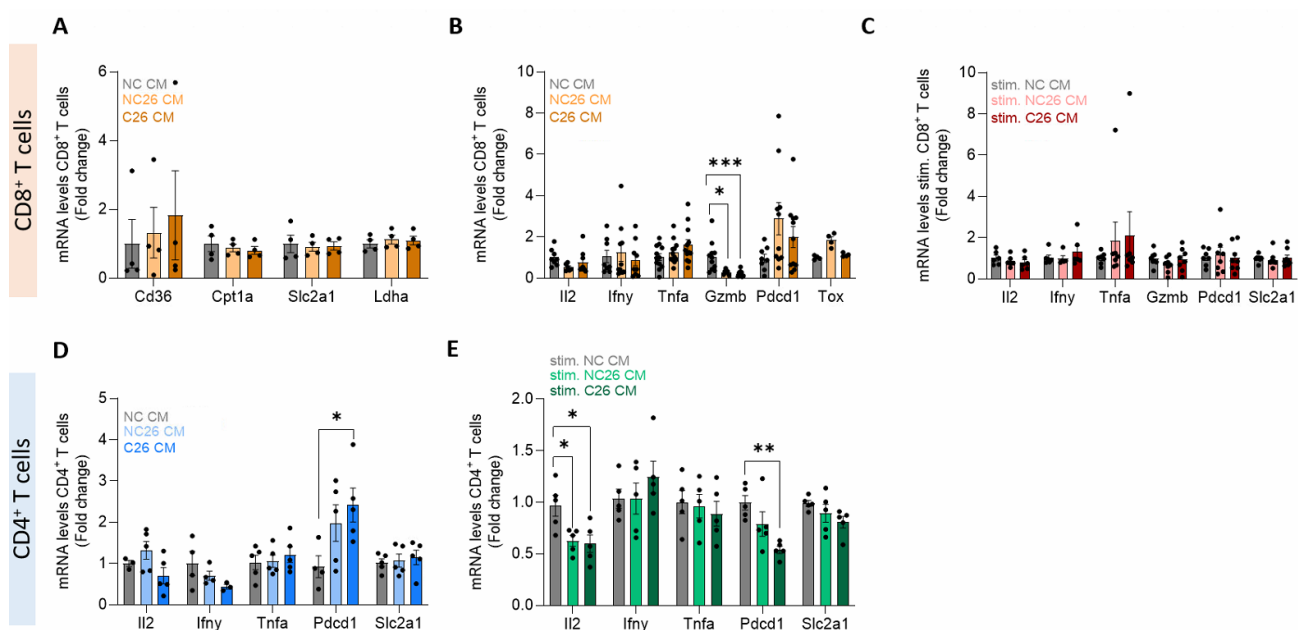 A
B
C
CD8+ T cells
mRNA levels CD8+ T cells
(Fold change)
6
4
2
0
NC CM
NC26 CM
C26 CM
Cd36
Cpt1a
Slc2a1
Ldha
mRNA levels CD8+ T cells
(Fold change)
10
8
6
4
2
0
NC CM
NC26 CM
C26 CM
***
*
Il2
Ifny
Tnfa
Gzmb
Pdcd1
Tox
mRNA levels stim. CD8+ T cells
(Fold change)
10
8
6
4
2
0
stim. NC CM
stim. NC26 CM
stim. C26 CM
Il2
Ifny
Tnfa
Gzmb
Pdcd1
Slc2a1
D
E
CD4+ T cells
mRNA levels CD4+ T cells
(Fold change)
5
4
3
2
1
0
NC CM
NC26 CM
C26 CM
*
Il2
Ifny
Tnfa
Pdcd1
Slc2a1
mRNA levels CD4+ T cells
(Fold change)
2.0
1.5
1.0
0.5
0.0
stim. NC CM
stim. NC26 CM
stim. C26 CM
*
*
**
Il2
Ifny
Tnfa
Pdcd1
Slc2a1